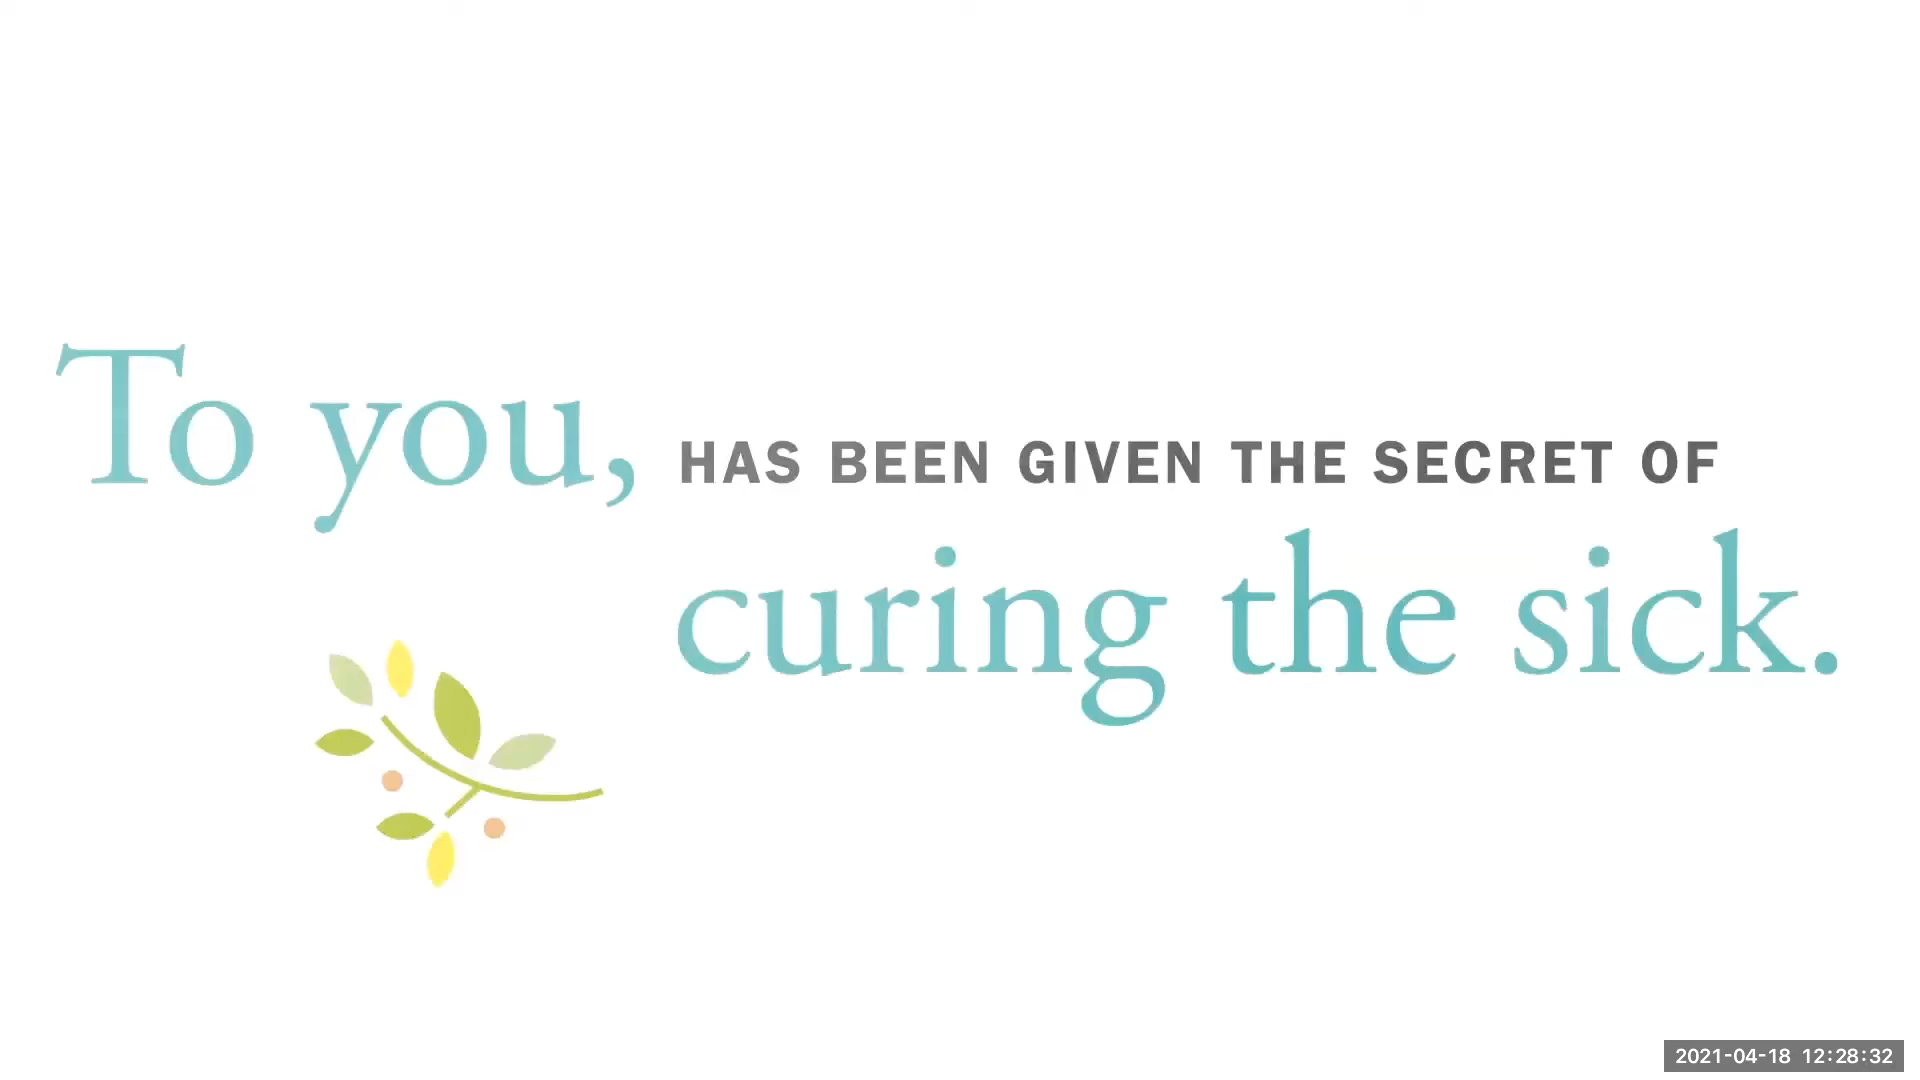 To you, HAS BEEN GIVEN THE SECRET OF
curing the sick.
2021-04-18 12:28:32